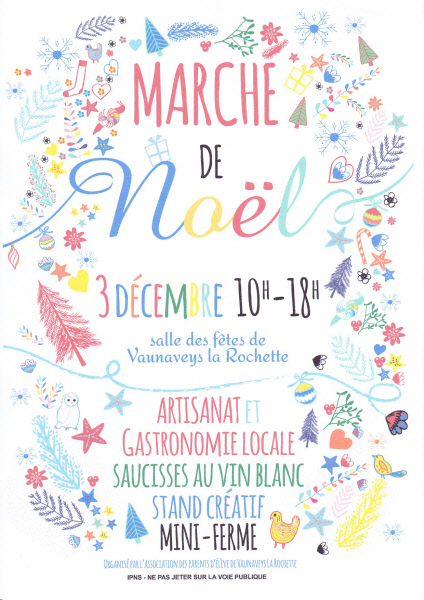 MARCHÉ
DE
Noël
3 DÉCEMBRE 10H-18H
salle des fêtes de
Vaunaveys la Rochette
ARTISANAT ET
GASTRONOMIE LOCALE
SAUCISSES AU VIN BLANC
STAND CRÉATIF
MINI-FERME
ORGANISÉ PAR L'ASSOCIATION DES PARENTS D'ÉLÈVE DE VAUNAVEYS LA ROCHETTE
IPNS - NE PAS JETER SUR LA VOIE PUBLIQUE